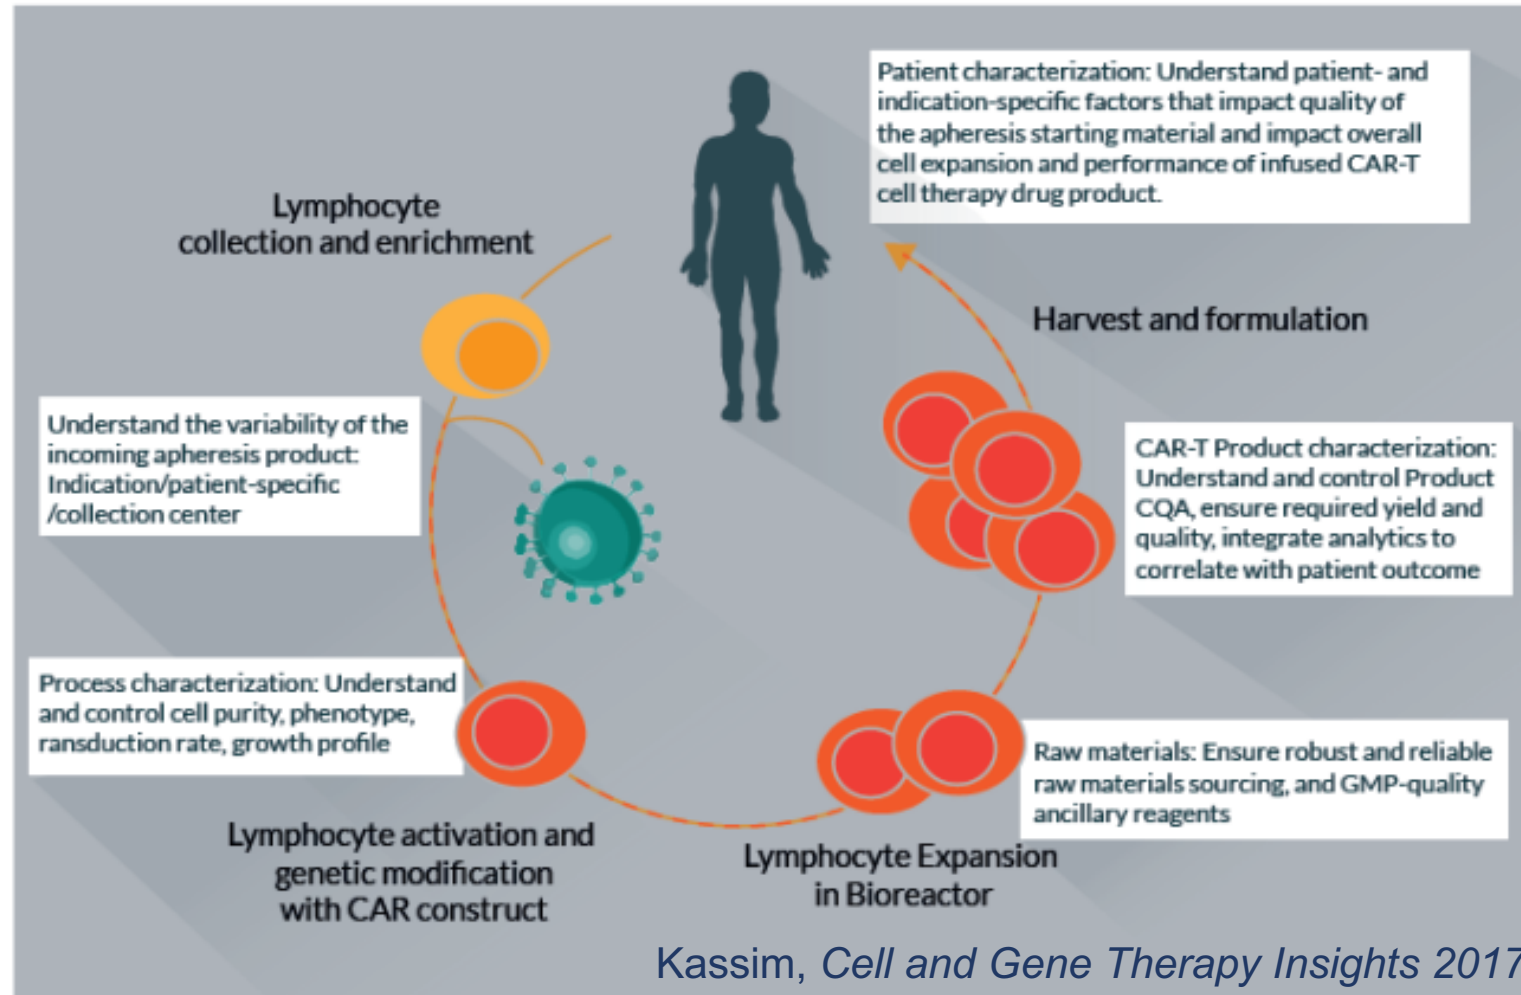 Patient characterization: Understand patient- and
indication-specific factors that impact quality of
the apheresis starting material and impact overall
cell expansion and performance of infused CAR-T
cell therapy drug product.
Lymphocyte
collection and enrichment
Harvest and formulation
Understand the variability of the
incoming apheresis product:
Indication/patient-specific
/collection center
CAR-T Product characterization:
Understand and control Product
CQA, ensure required yield and
quality, integrate analytics to
correlate with patient outcome
Process characterization: Understand
and control cell purity, phenotype,
ransduction rate, growth profile
Raw materials: Ensure robust and reliable
raw materials sourcing, and GMP-quality
ancillary reagents
Lymphocyte activation and
genetic modification
with CAR construct
Lymphocyte Expansion
in Bioreactor
Kassim, Cell and Gene Therapy Insights 2017